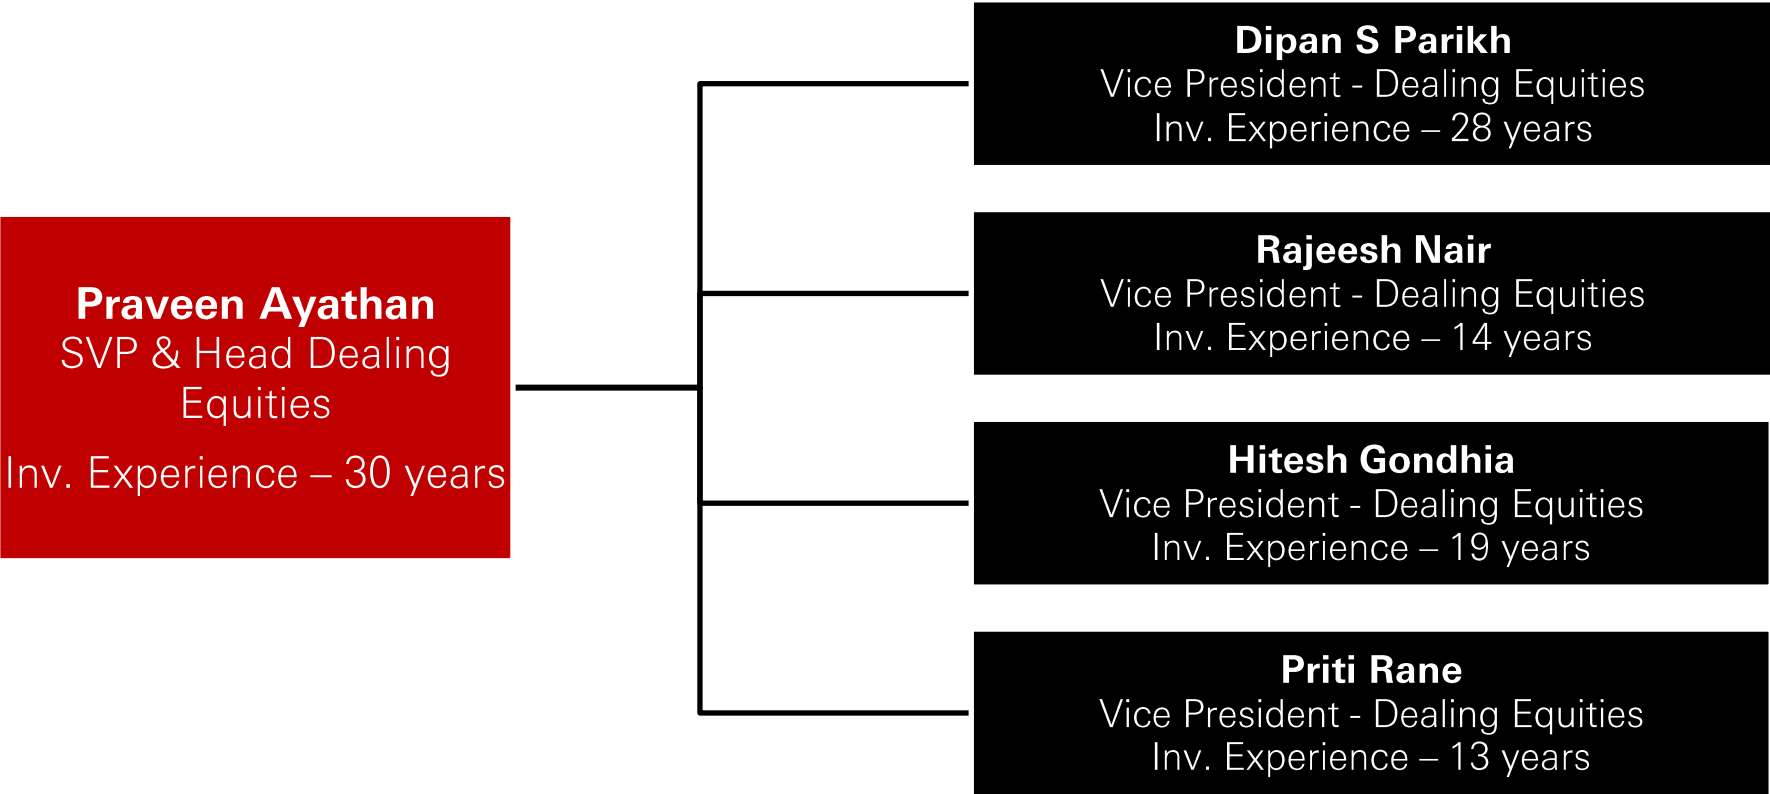 Praveen Ayathan
SVP & Head Dealing
Equities
Inv. Experience – 30 years
Dipan S Parikh
Vice President - Dealing Equities
Inv. Experience – 28 years
Rajeesh Nair
Vice President - Dealing Equities
Inv. Experience – 14 years
Hitesh Gondhia
Vice President - Dealing Equities
Inv. Experience – 19 years
Priti Rane
Vice President - Dealing Equities
Inv. Experience – 13 years